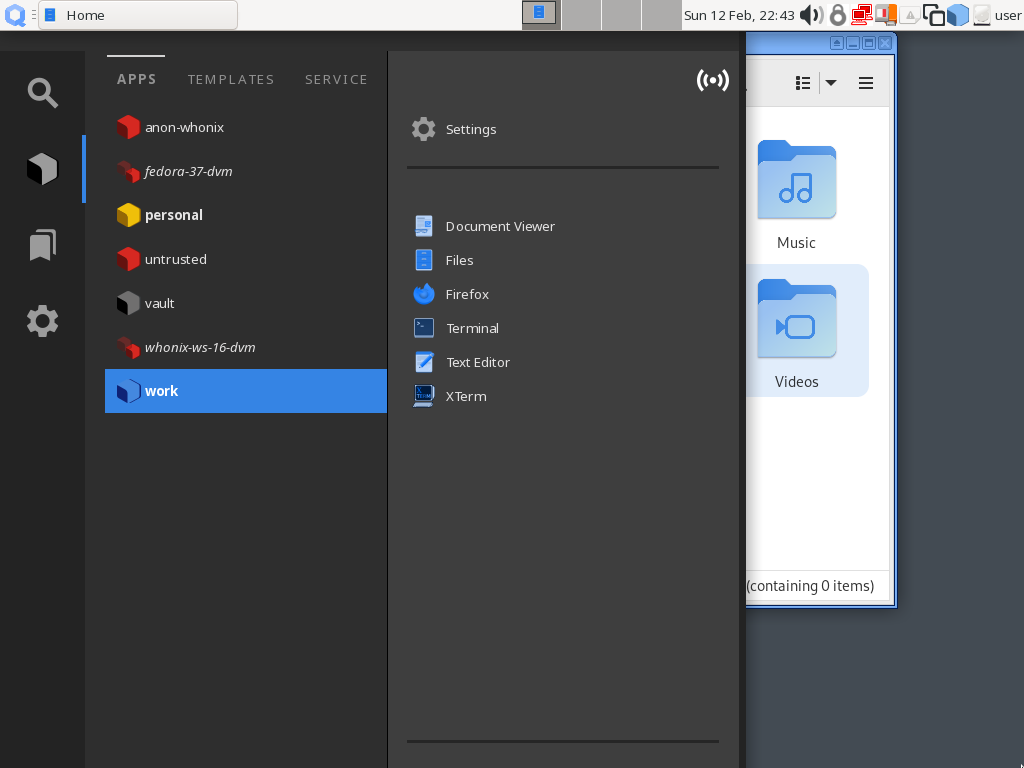 Home
Sun 12 Feb, 22:43
user
APPS TEMPLATES SERVICE
anon-whonix
fedora-37-dvm
personal
untrusted
vault
whonix-ws-16-dvm
work
Settings
Document Viewer
Files
Firefox
Terminal
Text Editor
XTerm
Music
Videos
(containing 0 items)